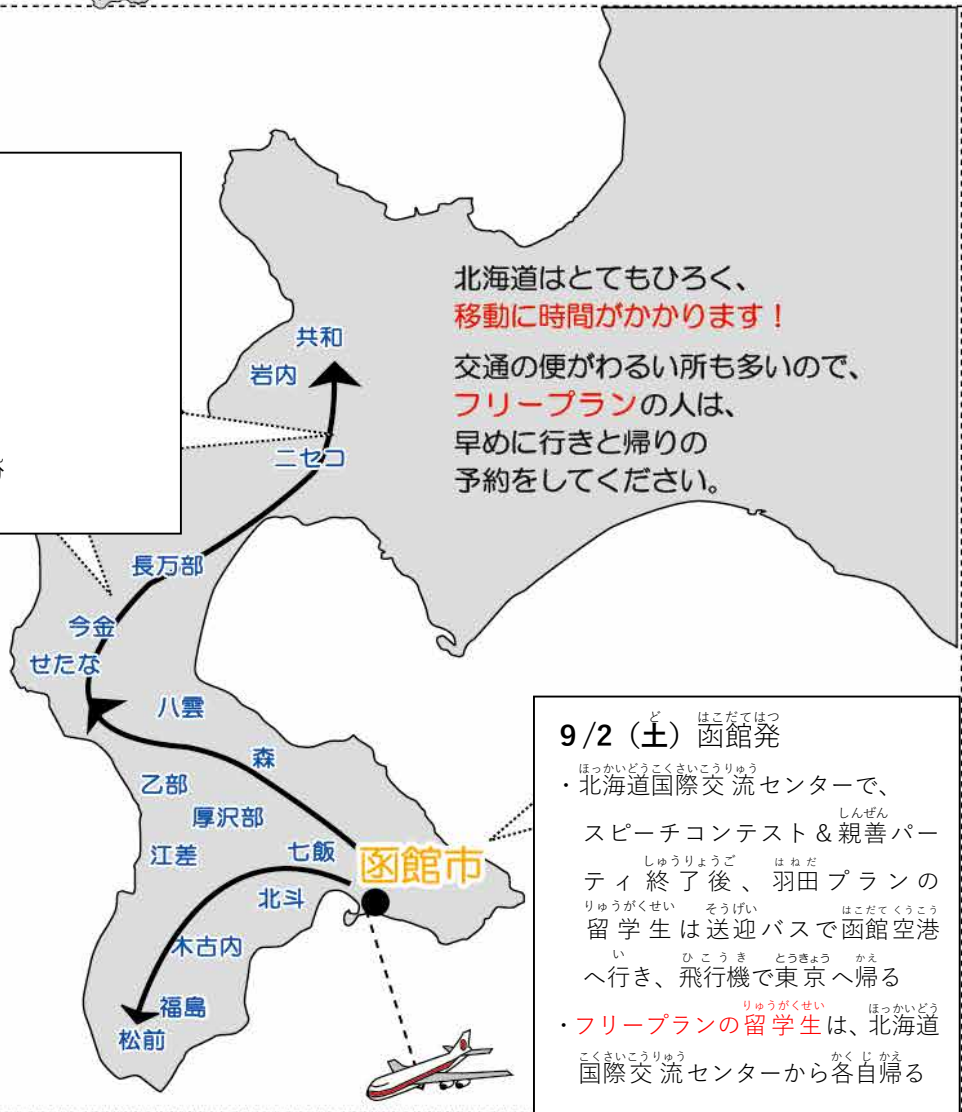 北海道はとてもひろく、
移動に時間がかかります！
交通の便がわるい所も多いので、
フリープランの人は、
早めに行きと帰りの
予約をしてください。
共和
岩内
ニセコ
長万部
今金
せたな
八雲
森
乙部
厚沢部
江差
七飯
函館市
北斗
木古内
福島
松前
9/2（土）函館発
・北海道国際交流センターで、
スピーチコンテスト＆親善パー
ティ終了後、羽田プランの
留学生は送迎バスで函館空港
へ行き、飛行機で東京へ帰る
・フリープランの留学生は、北海道
国際交流センターから各自帰る